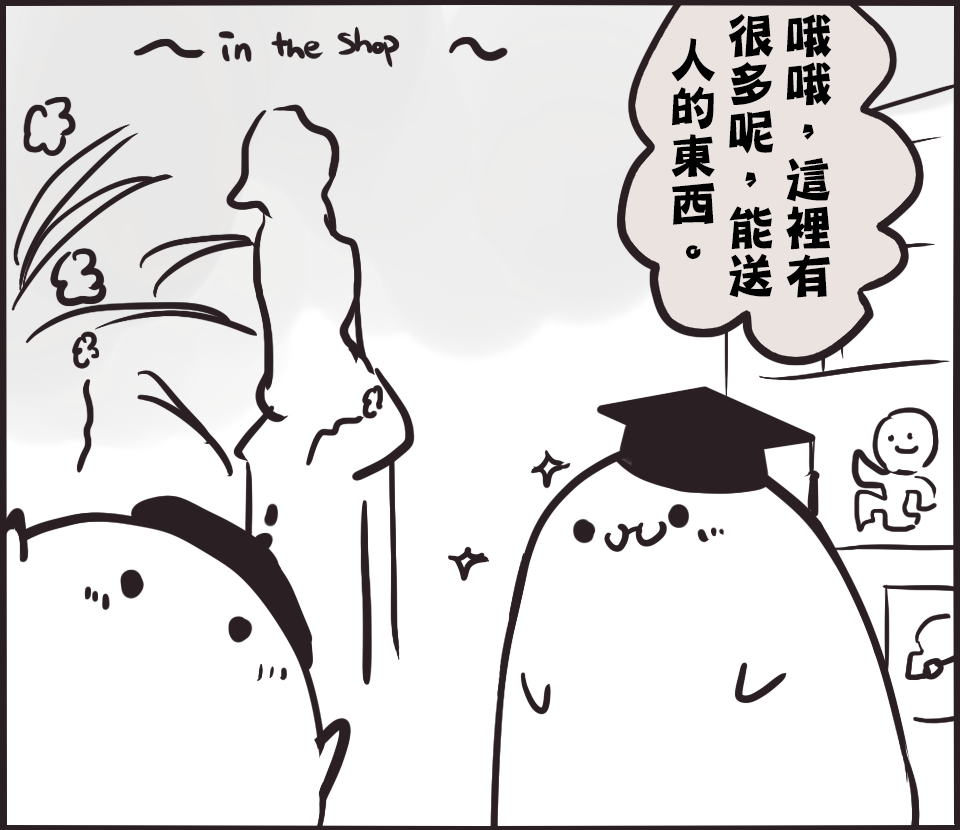 ~ in the shop ~
哦哦，這裡有
很多呢，能送
人的東西。